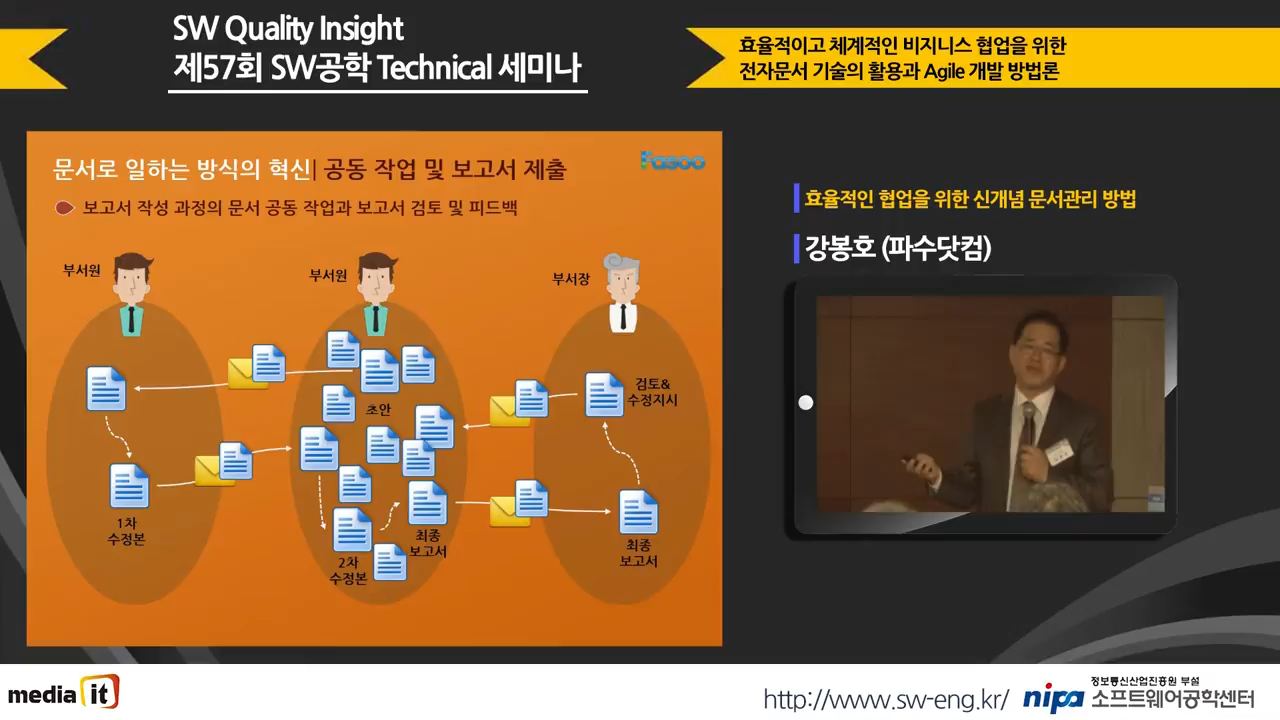 SW Quality Insight
제57회 SW공학 Technical 세미나
효율적이고 체계적인 비지니스 협업을 위한
전자문서 기술의 활용과 Agile 개발 방법론
문서로 일하는 방식의 혁신| 공동 작업 및 보고서 제출
Fasoo
보고서 작성 과정의 문서 공동 작업과 보고서 검토 및 피드백
부서원
부서원
부서장
초안
검토&
수정지시
1차
수정본
2차
수정본
최종
보고서
최종
보고서
효율적인 협업을 위한 신개념 문서관리 방법
강봉호 (파수닷컴)
media it
http://www.sw-eng.kr/
nipa
정보통신산업진흥원 부설
소프트웨어공학센터